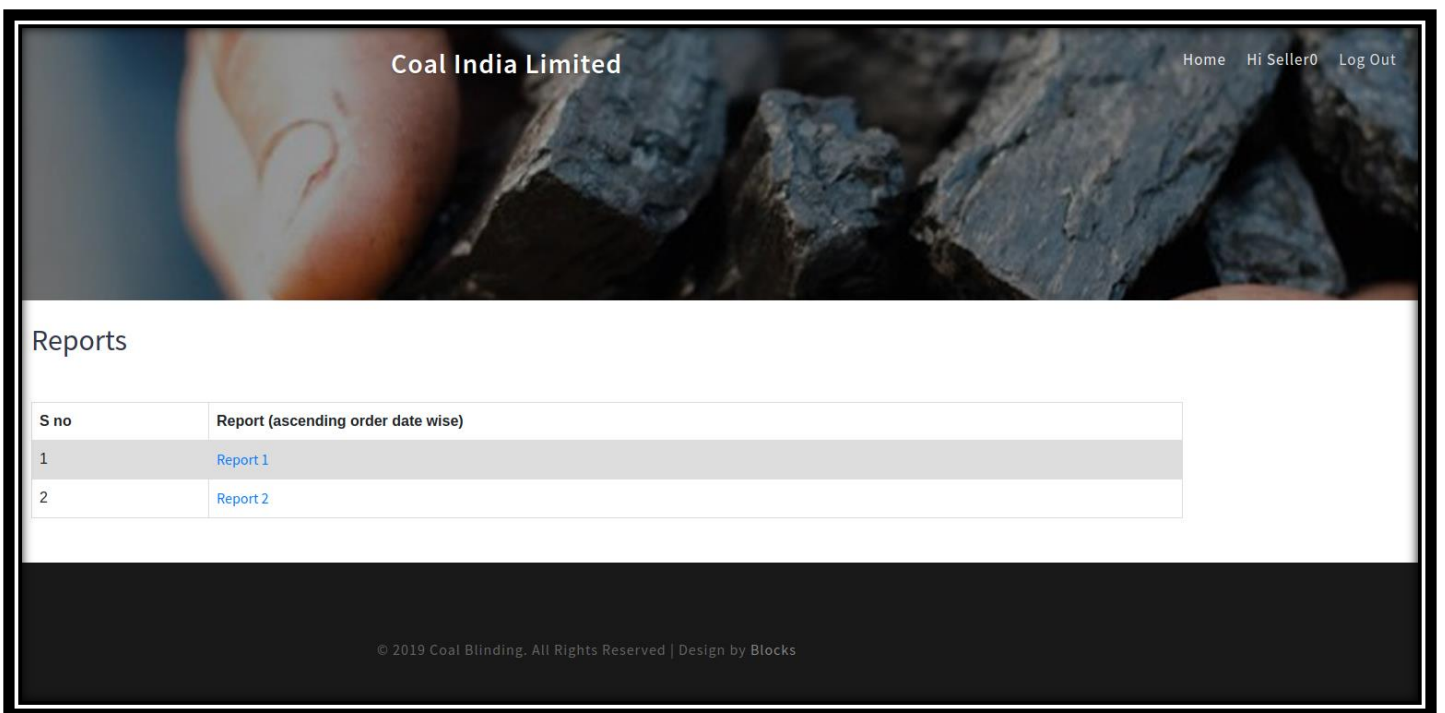 Coal India Limited
Home Hi Seller0 Log Out
Reports
S no Report (ascending order date wise)
1 Report 1
2 Report 2
© 2019 Coal Blinding. All Rights Reserved | Design by Blocks